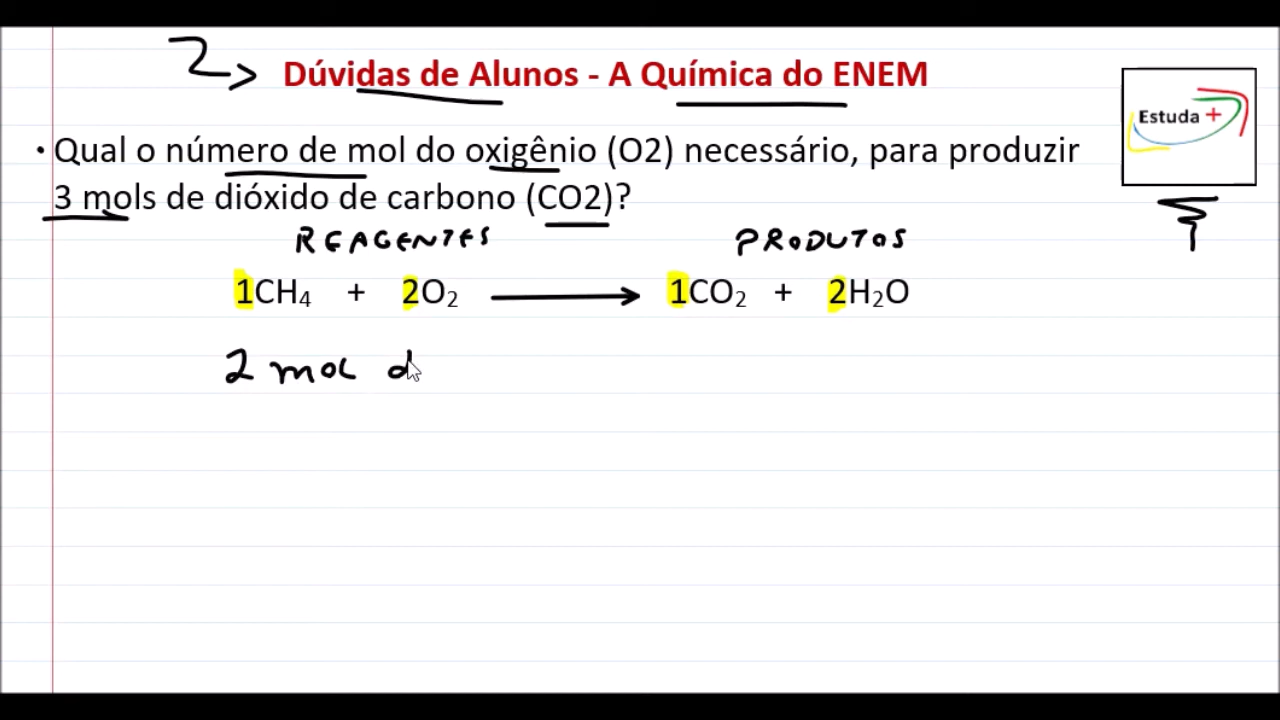 Dúvidas de Alunos - A Química do ENEM
Estuda +
• Qual o número de mol do oxigênio (O2) necessário, para produzir
3 mols de dióxido de carbono (CO2)?
REAGENTES PRODUTOS
1CH₄ + 2O₂ ⟶ 1CO₂ + 2H₂O
2 mol d